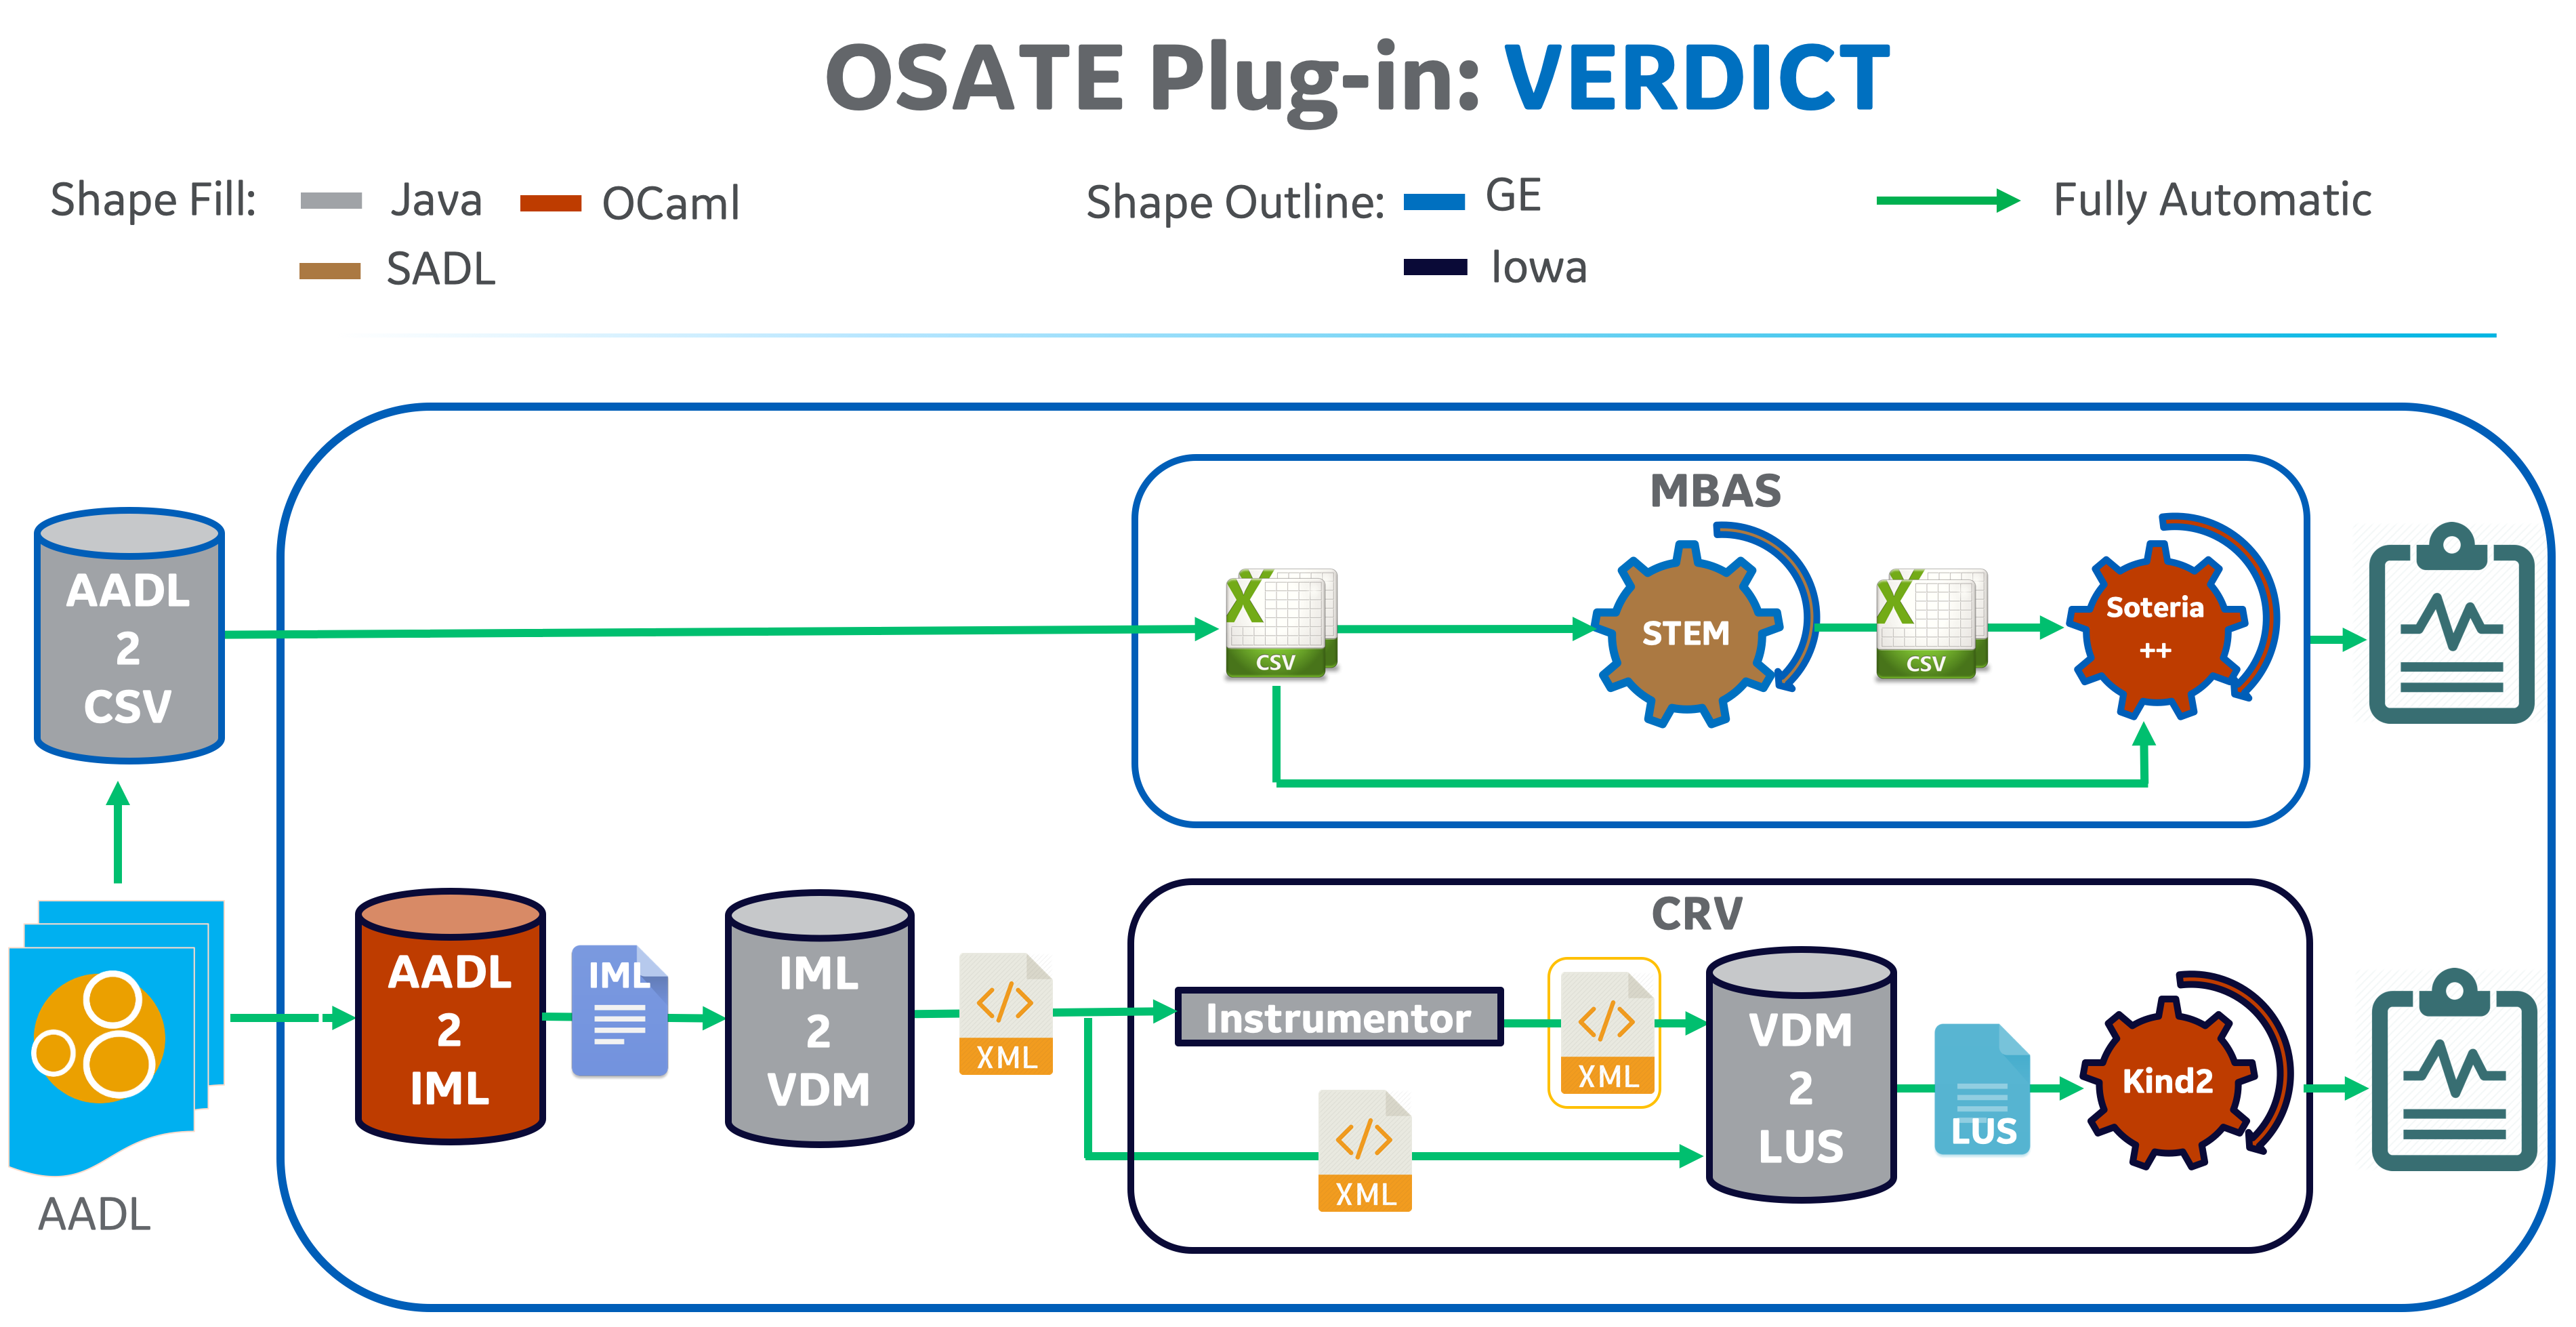 OSATE Plug-in: VERDICT
Shape Fill:
Java
OCaml
SADL
Shape Outline:
GE
Iowa
Fully Automatic
MBAS
AADL
2
CSV
X
CSV
STEM
X
CSV
Soteria
++
AADL
CRV
AADL
2
IML
IML
IML
2
VDM
XML
Instrumentor
XML
XML
VDM
2
LUS
LUS
Kind2